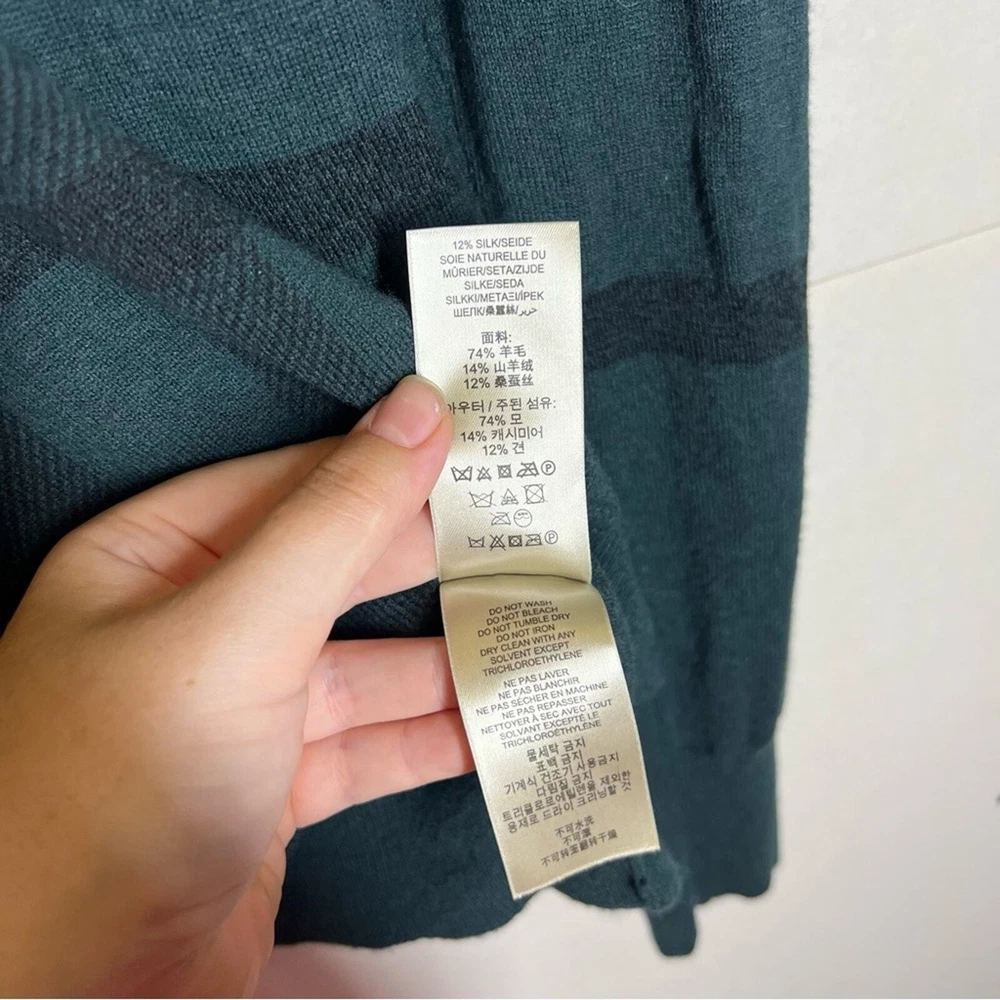 12% SILK/SEIDE
SOIE NATURELLE DU
MÛRIER/SETA/ZIJDE
SILKE/SEDA
SILKKI/ΜΕΤΑΞΙ/İPEK
ШЕЛК/桑蠶絲/حرير
面料:
74% 羊毛
14% 山羊绒
12% 桑蚕丝
아우터 / 주된 섬유:
74% 모
14% 캐시미어
12% 견
P
P
DO NOT WASH
DO NOT BLEACH
DO NOT TUMBLE DRY
DO NOT IRON
DRY CLEAN WITH ANY
SOLVENT EXCEPT
TRICHLOROETHYLENE
NE PAS LAVER
NE PAS BLANCHIR
NE PAS SÉCHER EN MACHINE
NE PAS REPASSER
NETTOYER À SEC AVEC TOUT
SOLVANT EXCEPTÉ LE
TRICHLOROÉTHYLÈNE
물세탁 금지
표백 금지
기계식 건조기 사용금지
다림질 금지
트리클로로에틸렌을 제외한
용제로 드라이 크리닝할 것
不可水洗
不可漂
不可转笼翻转干燥